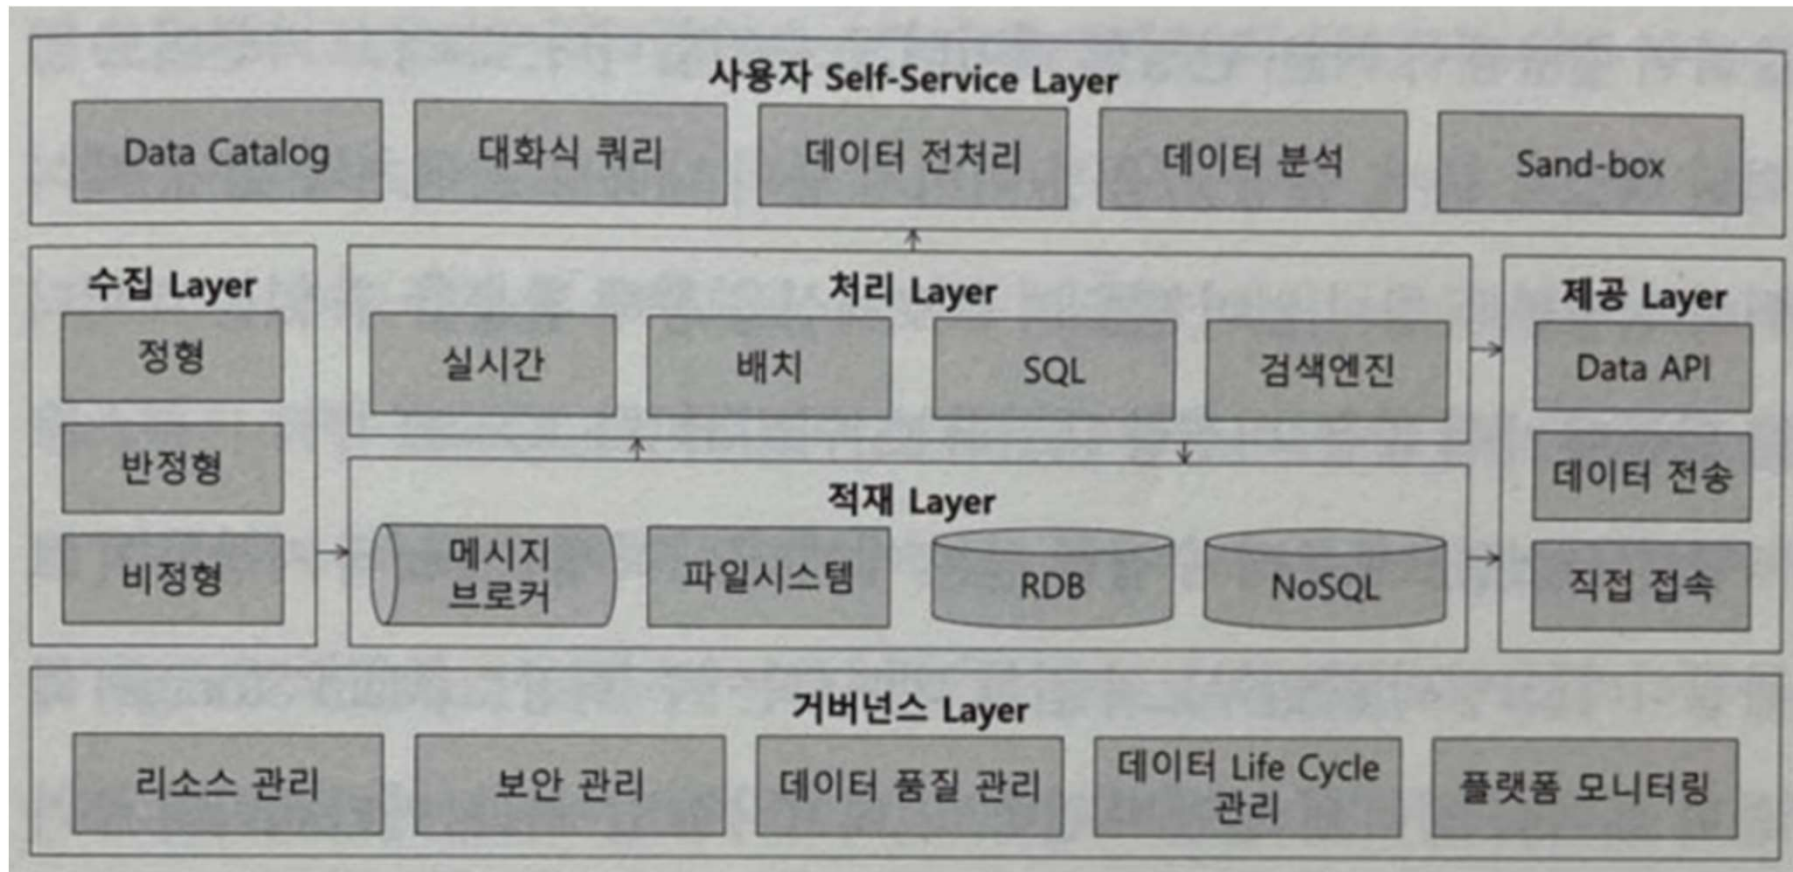 사용자 Self-Service Layer
Data Catalog
대화식 쿼리
데이터 전처리
데이터 분석
Sand-box
수집 Layer
정형
반정형
비정형
처리 Layer
실시간
배치
SQL
검색엔진
적재 Layer
메시지
브로커
파일시스템
RDB
NoSQL
제공 Layer
Data API
데이터 전송
직접 접속
거버넌스 Layer
리소스 관리
보안 관리
데이터 품질 관리
데이터 Life Cycle
관리
플랫폼 모니터링